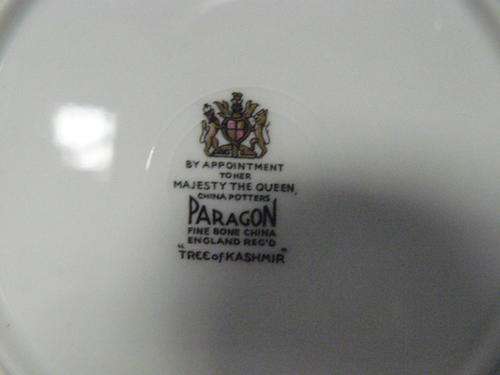 BY APPOINTMENT
TO HER
MAJESTY THE QUEEN,
CHINA POTTERS
PARAGON
FINE BONE CHINA
ENGLAND REG'D
"TREE of KASHMIR"